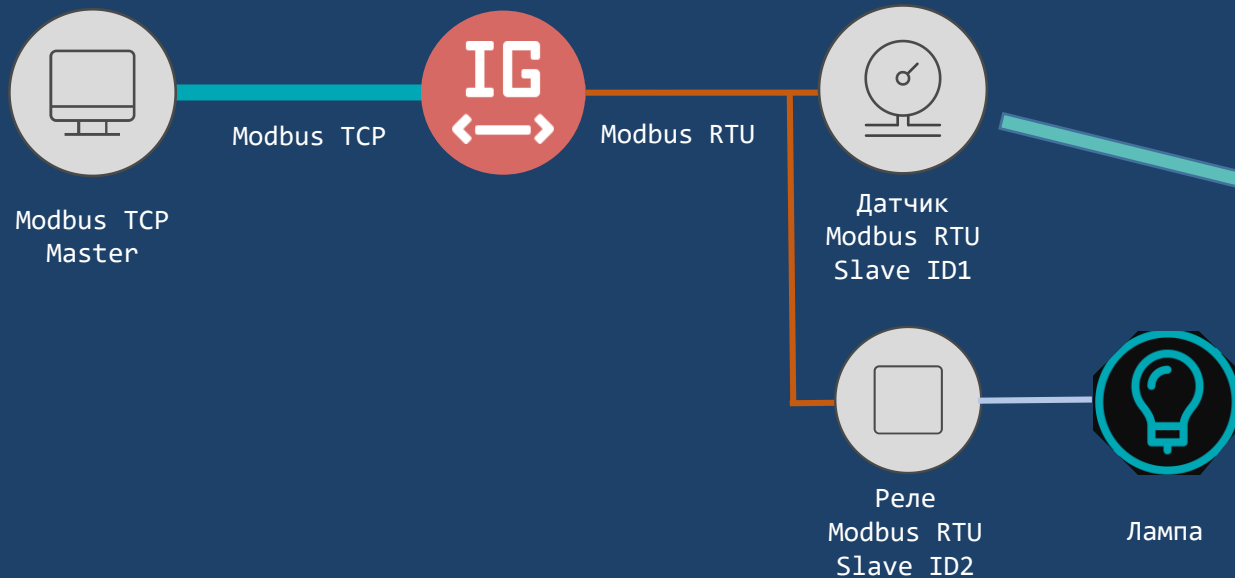 IG
Modbus TCP
Modbus RTU
Modbus TCP
Master
Датчик
Modbus RTU
Slave ID1
Реле
Modbus RTU
Slave ID2
Лампа